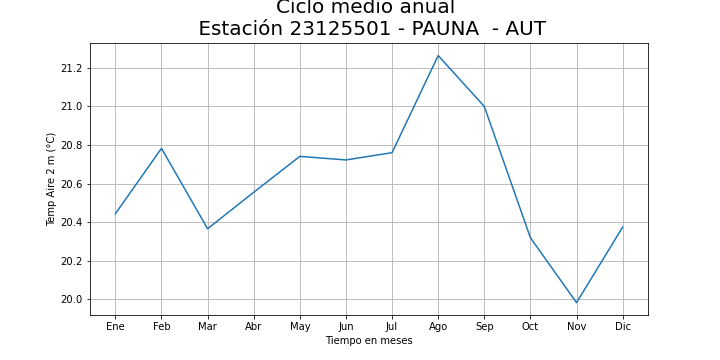 Ciclo medio anual
Estación 23125501 - PAUNA  - AUT
Temp Aire 2 m (°C)
21.2
21.0
20.8
20.6
20.4
20.2
20.0
Ene Feb Mar Abr May Jun Jul Ago Sep Oct Nov Dic
Tiempo en meses